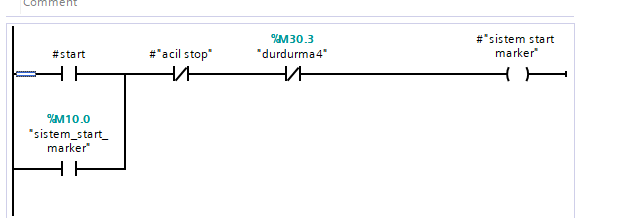 Comment
#start
#"acil stop"
%M30.3
"durdurma4"
#"sistem start
marker"
%M10.0
"sistem_start_
marker"